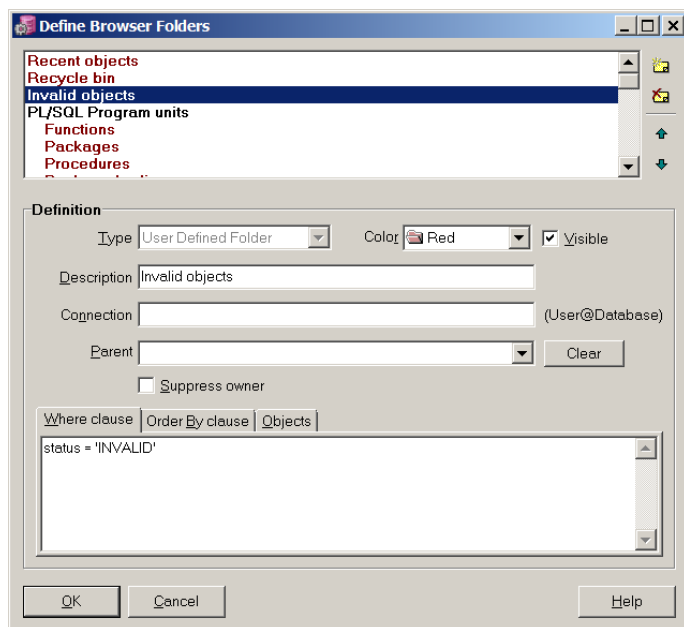 Define Browser Folders
Recent objects
Recycle bin
Invalid objects
PL/SQL Program units
Functions
Packages
Procedures
Definition
Type User Defined Folder Color Red Visible
Description Invalid objects
Connection (User@Database)
Parent Clear
Suppress owner
Where clause Order By clause Objects
status = 'INVALID'
OK Cancel Help